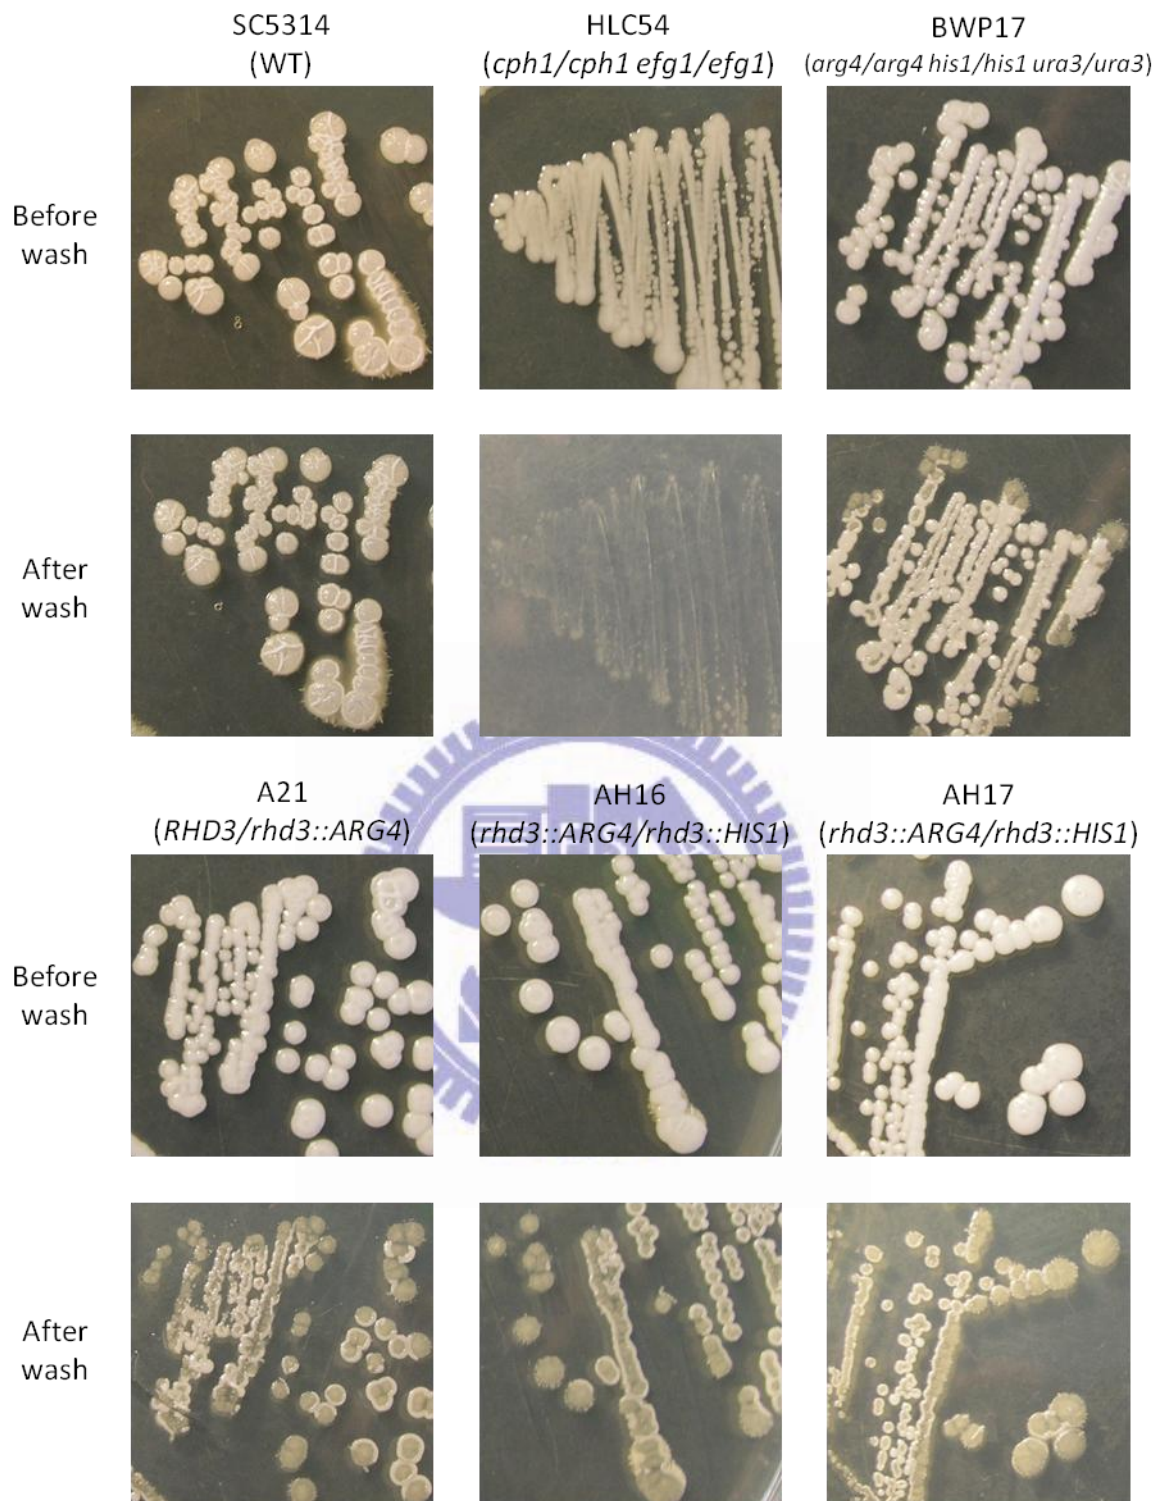 SC5314
(WT)
HLC54
(cph1/cph1 efg1/efg1)
BWP17
(arg4/arg4 his1/his1 ura3/ura3)
Before
wash
After
wash
A21
(RHD3/rhd3::ARG4)
AH16
(rhd3::ARG4/rhd3::HIS1)
AH17
(rhd3::ARG4/rhd3::HIS1)
Before
wash
After
wash